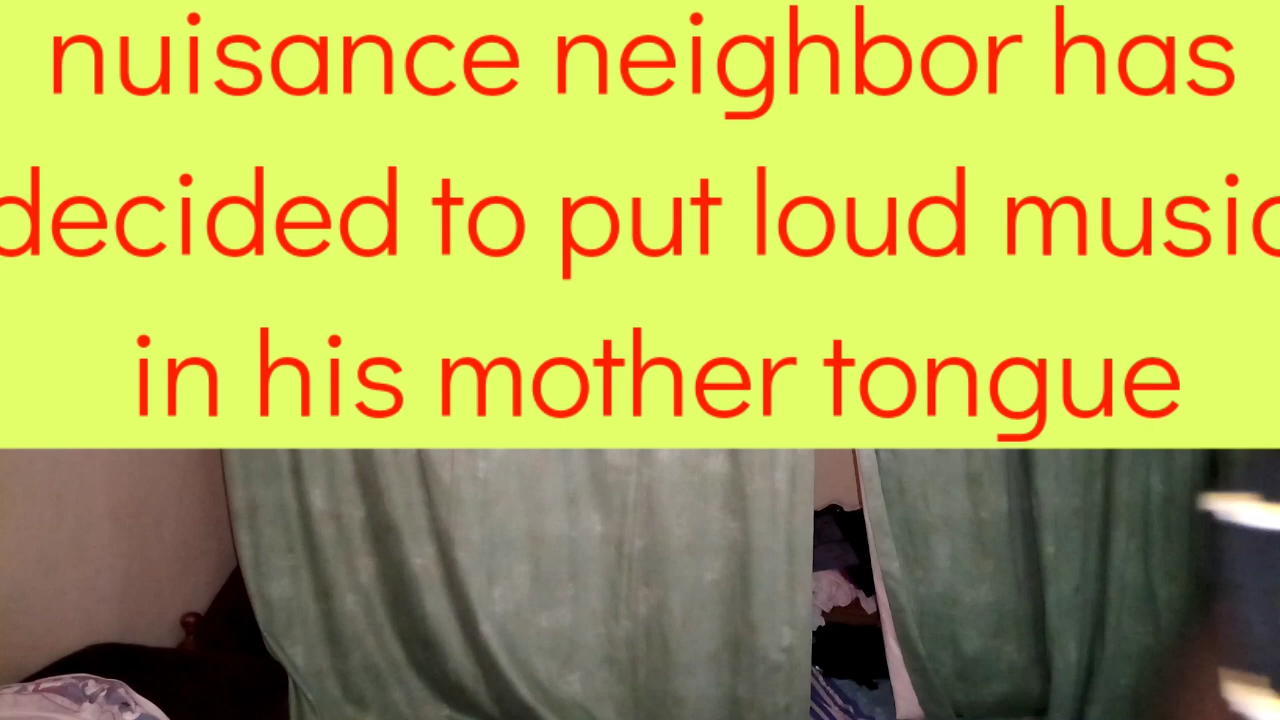 nuisance neighbor has
decided to put loud music
in his mother tongue